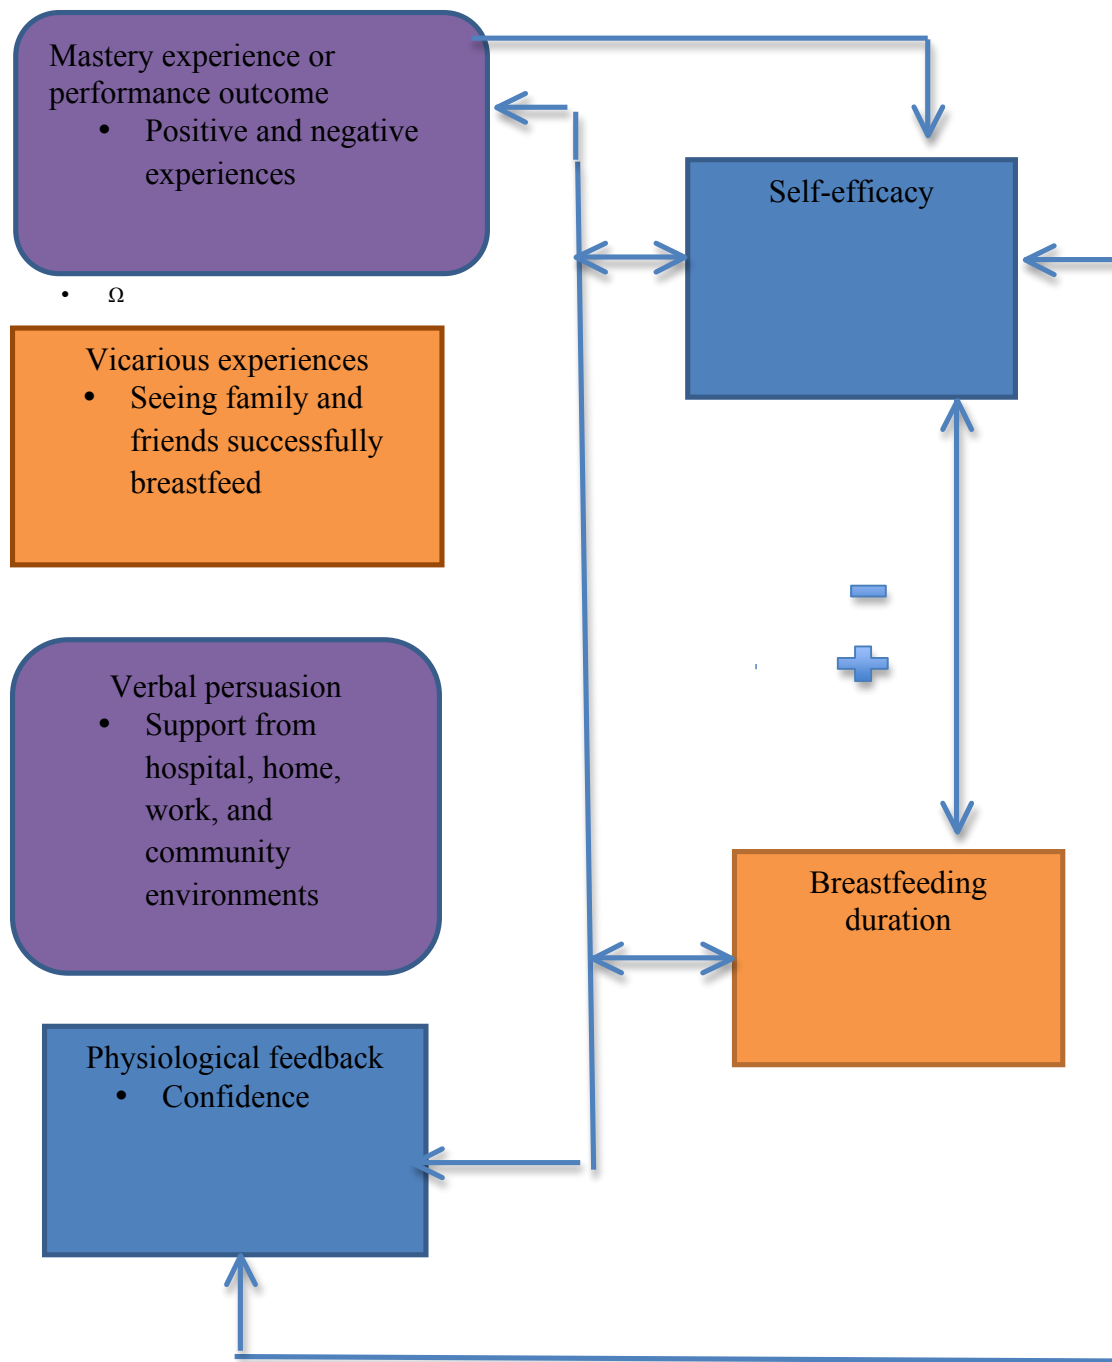 Mastery experience or
performance outcome
• Positive and negative
experiences
• Ω
Self-efficacy
Vicarious experiences
• Seeing family and
friends successfully
breastfeed
Verbal persuasion
• Support from
hospital, home,
work, and
community
environments
Breastfeeding
duration
Physiological feedback
• Confidence